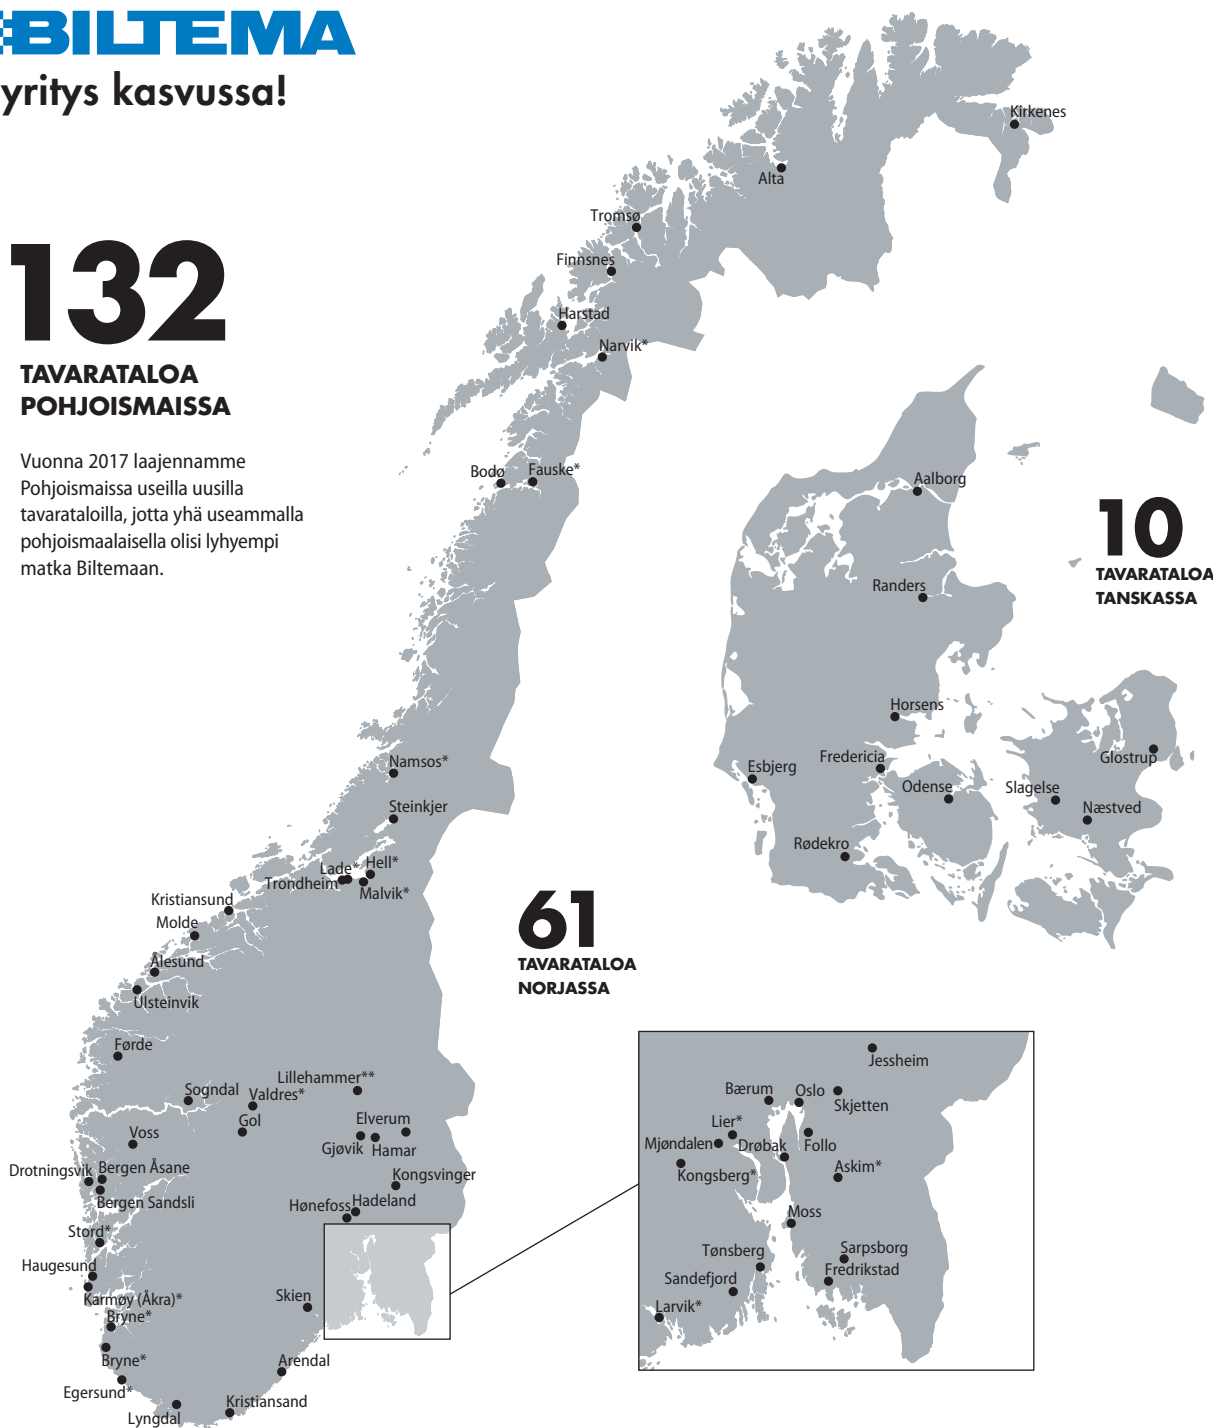 BILTEMA
yritys kasvussa!
132
TAVARATALOA
POHJOISMAISSA
Vuonna 2017 laajennamme
Pohjoismaissa useilla uusilla
tavarataloilla, jotta yhä useammalla
pohjoismaalaisella olisi lyhyempi
matka Biltemaan.
Kirkenes
Alta
Tromsø
Finnsnes
Harstad
Narvik*
Bodø
Fauske*
Namsos*
Steinkjer
Hell*
Lade*
Trondheim
Malvik*
Kristiansund
Molde
Ålesund
Ulsteinvik
Førde
Lillehammer**
Sogndal
Valdres*
Gol
Elverum
Voss
Gjøvik
Hamar
Drotningsvik
Bergen Åsane
Bergen Sandsli
Kongsvinger
Hønefoss
Hadeland
Stord*
Haugesund
Karmøy (Åkra)*
Bryne*
Skien
Bryne*
Arendal
Egersund*
Lyngdal
Kristiansand
61
TAVARATALOA
NORJASSA
Jessheim
Bærum
Oslo
Skjetten
Lier*
Mjøndalen
Drøbak
Follo
Kongsberg*
Askim*
Moss
Tønsberg
Sarpsborg
Sandefjord
Fredrikstad
Larvik*
10
TAVARATALOA
TANSKASSA
Aalborg
Randers
Horsens
Esbjerg
Fredericia
Glostrup
Odense
Slagelse
Næstved
Rødekro